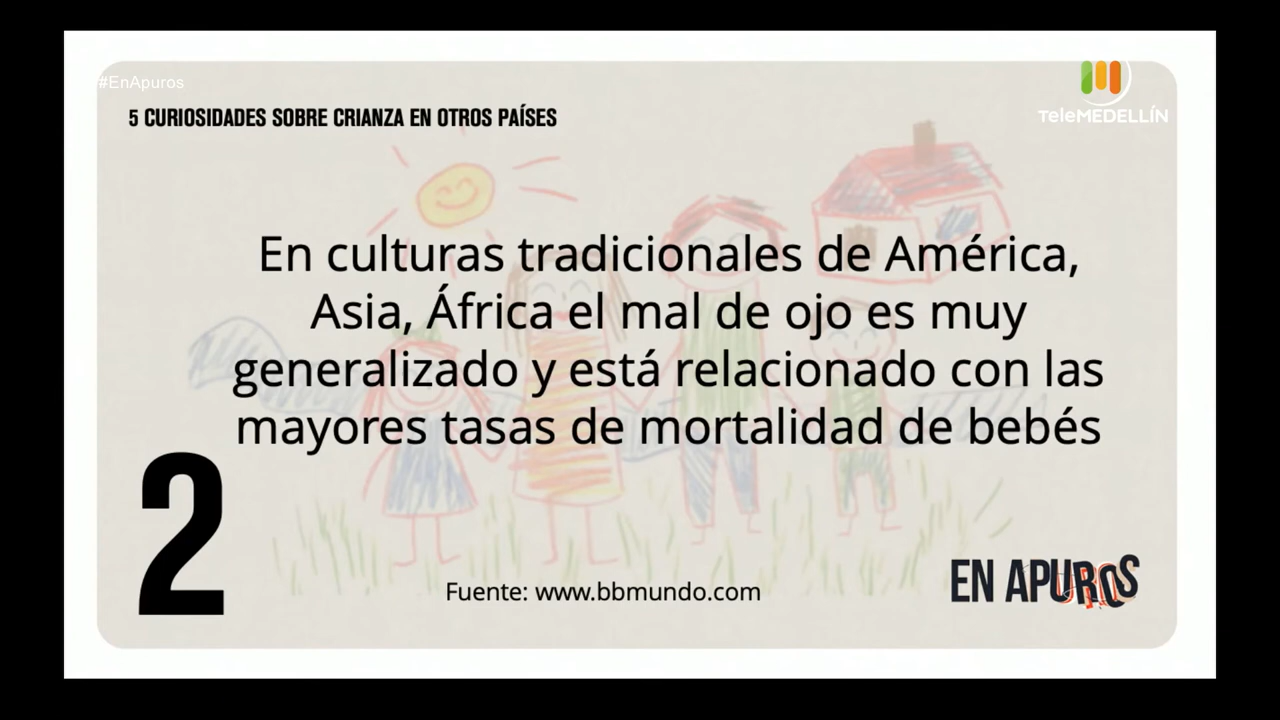 #EnApuros
TeleMEDELLÍN
5 CURIOSIDADES SOBRE CRIANZA EN OTROS PAÍSES
En culturas tradicionales de América,
Asia, África el mal de ojo es muy
generalizado y está relacionado con las
mayores tasas de mortalidad de bebés
2
Fuente: www.bbmundo.com
EN APUROS